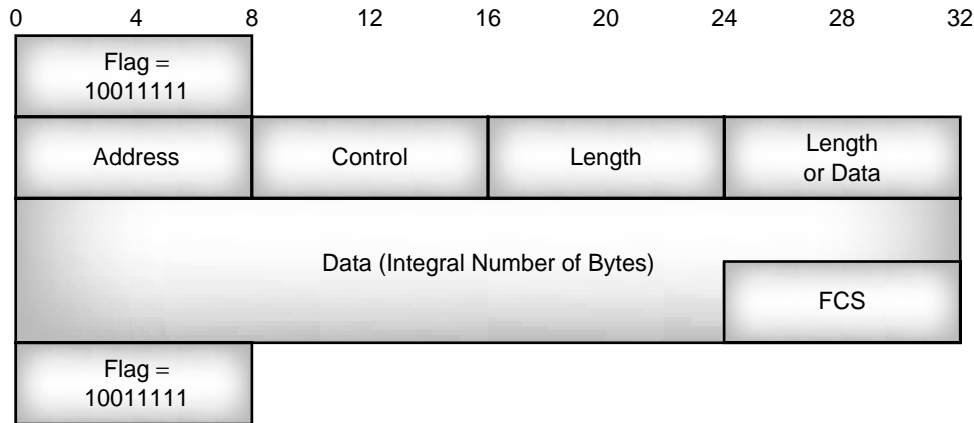 0 4 8 12 16 20 24 28 32
Flag =
10011111
Address
Control
Length
Length
or Data
Data (Integral Number of Bytes)
FCS
Flag =
10011111